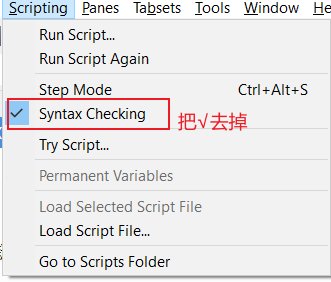 Scripting Panes Tabsets Tools Window
Run Script...
Run Script Again
Step Mode Ctrl+Alt+S
Syntax Checking
把√去掉
Try Script...
Permanent Variables
Load Selected Script File
Load Script File...
Go to Scripts Folder